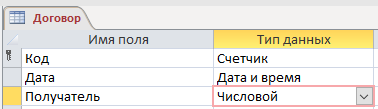 Договор
Имя поля Тип данных
Код Счетчик
Дата Дата и время
Получатель Числовой